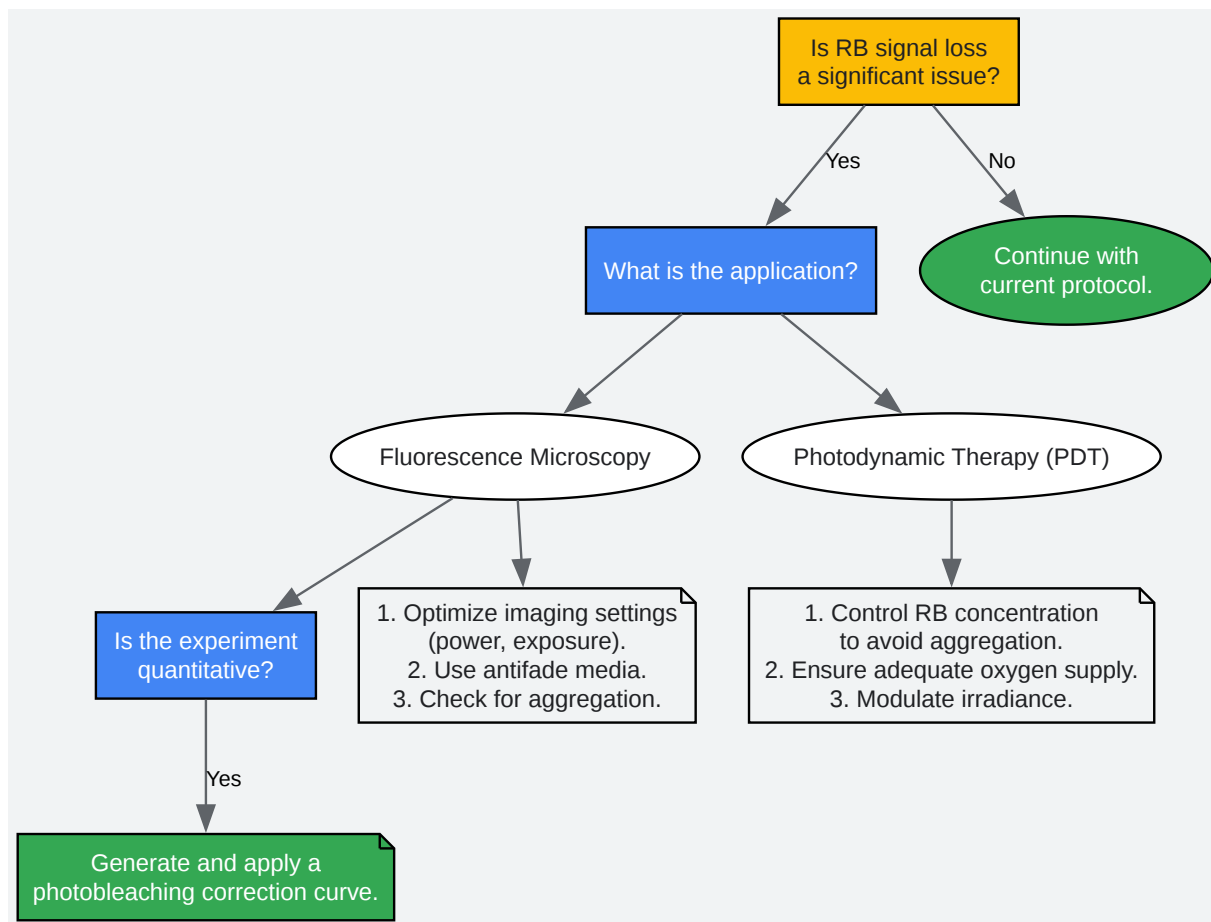 Is RB signal loss
a significant issue?
Yes
No
What is the application?
Continue with
current protocol.
Fluorescence Microscopy
Photodynamic Therapy (PDT)
Is the experiment
quantitative?
1. Optimize imaging settings
(power, exposure).
2. Use antifade media.
3. Check for aggregation.
1. Control RB concentration
to avoid aggregation.
2. Ensure adequate oxygen supply.
3. Modulate irradiance.
Yes
Generate and apply a
photobleaching correction curve.